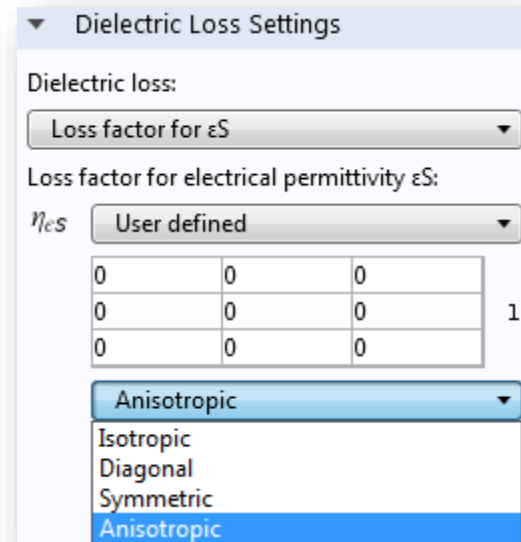 Dielectric Loss Settings
Dielectric loss:
Loss factor for εS
Loss factor for electrical permittivity εS:
ηεS User defined
0 0 0
0 0 0 1
0 0 0
Anisotropic
Isotropic
Diagonal
Symmetric
Anisotropic